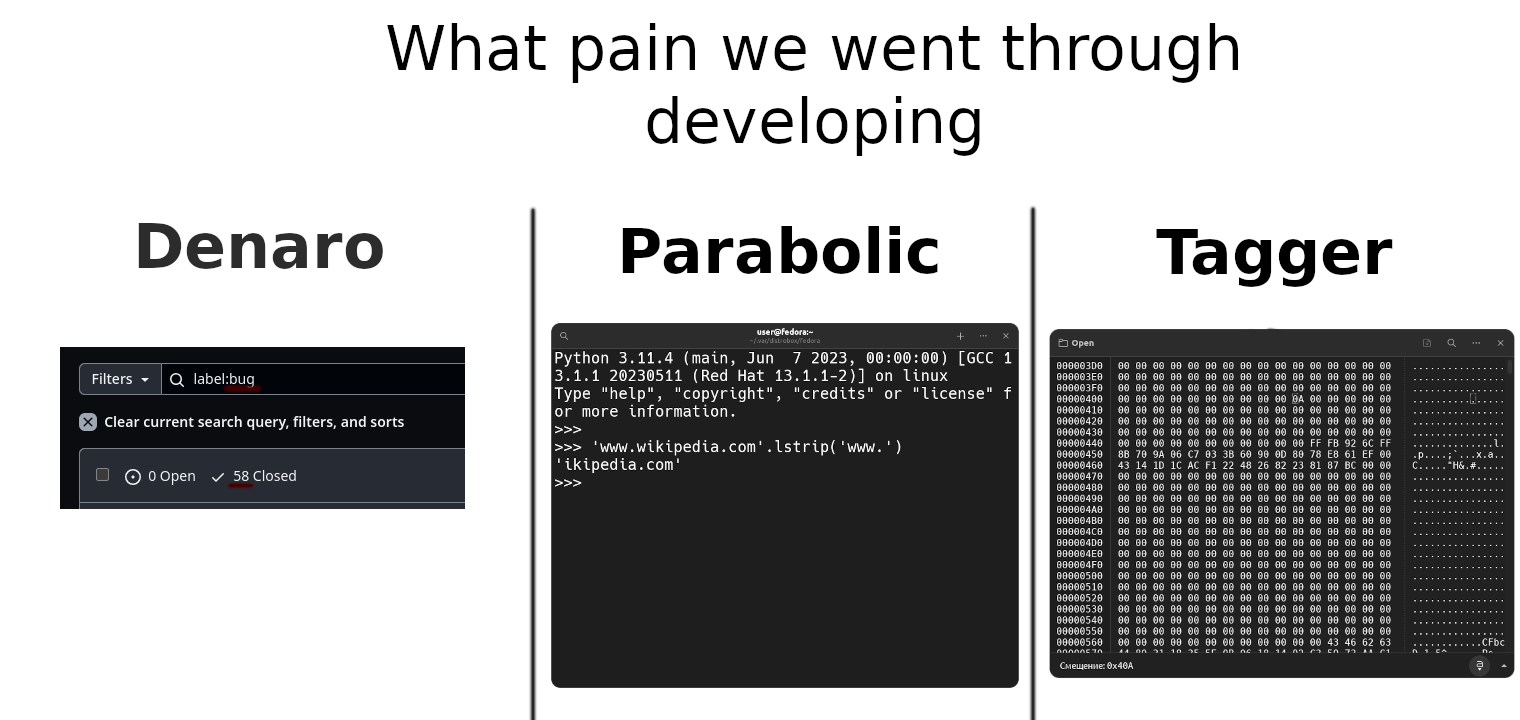 What pain we went through
developing
Denaro
Filters
label:bug
Clear current search query, filters, and sorts
0 Open
58 Closed
Parabolic
user@fedora:~
~/.var/distrobox/fedora
Python 3.11.4 (main, Jun  7 2023, 00:00:00) [GCC 1
3.1.1 20230511 (Red Hat 13.1.1-2)] on linux
Type "help", "copyright", "credits" or "license" f
or more information.
>>>
>>> 'www.wikipedia.com'.lstrip('www.')
'ikipedia.com'
>>>
Tagger
Open
000003D0 00 00 00 00 00 00 00 00 00 00 00 00 00 00 00 00 ................
000003E0 00 00 00 00 00 00 00 00 00 00 00 00 00 00 00 00 ................
000003F0 00 00 00 00 00 00 00 00 00 00 00 00 00 00 00 00 ................
00000400 00 00 00 00 00 00 00 00 00 00 0A 00 00 00 00 00 ................
00000410 00 00 00 00 00 00 00 00 00 00 00 00 00 00 00 00 ................
00000420 00 00 00 00 00 00 00 00 00 00 00 00 00 00 00 00 ................
00000430 00 00 00 00 00 00 00 00 00 00 00 00 00 00 00 00 ................
00000440 00 00 00 00 00 00 00 00 00 00 00 FF FB 92 6C FF ..............l.
00000450 8B 70 9A 06 C7 03 3B 60 90 0D 80 78 E8 61 EF 00 .p....;`...x.a..
00000460 43 14 1D 1C AC F1 22 48 26 82 23 81 87 BC 00 00 C....."H&.#.....
00000470 00 00 00 00 00 00 00 00 00 00 00 00 00 00 00 00 ................
00000480 00 00 00 00 00 00 00 00 00 00 00 00 00 00 00 00 ................
00000490 00 00 00 00 00 00 00 00 00 00 00 00 00 00 00 00 ................
000004A0 00 00 00 00 00 00 00 00 00 00 00 00 00 00 00 00 ................
000004B0 00 00 00 00 00 00 00 00 00 00 00 00 00 00 00 00 ................
000004C0 00 00 00 00 00 00 00 00 00 00 00 00 00 00 00 00 ................
000004D0 00 00 00 00 00 00 00 00 00 00 00 00 00 00 00 00 ................
000004E0 00 00 00 00 00 00 00 00 00 00 00 00 00 00 00 00 ................
000004F0 00 00 00 00 00 00 00 00 00 00 00 00 00 00 00 00 ................
00000500 00 00 00 00 00 00 00 00 00 00 00 00 00 00 00 00 ................
00000510 00 00 00 00 00 00 00 00 00 00 00 00 00 00 00 00 ................
00000520 00 00 00 00 00 00 00 00 00 00 00 00 00 00 00 00 ................
00000530 00 00 00 00 00 00 00 00 00 00 00 00 00 00 00 00 ................
00000540 00 00 00 00 00 00 00 00 00 00 00 00 00 00 00 00 ................
00000550 00 00 00 00 00 00 00 00 00 00 00 00 00 00 00 00 ................
00000560 00 00 00 00 00 00 00 00 00 00 00 00 43 46 62 63 ............CFbc
Смещение: 0x40A